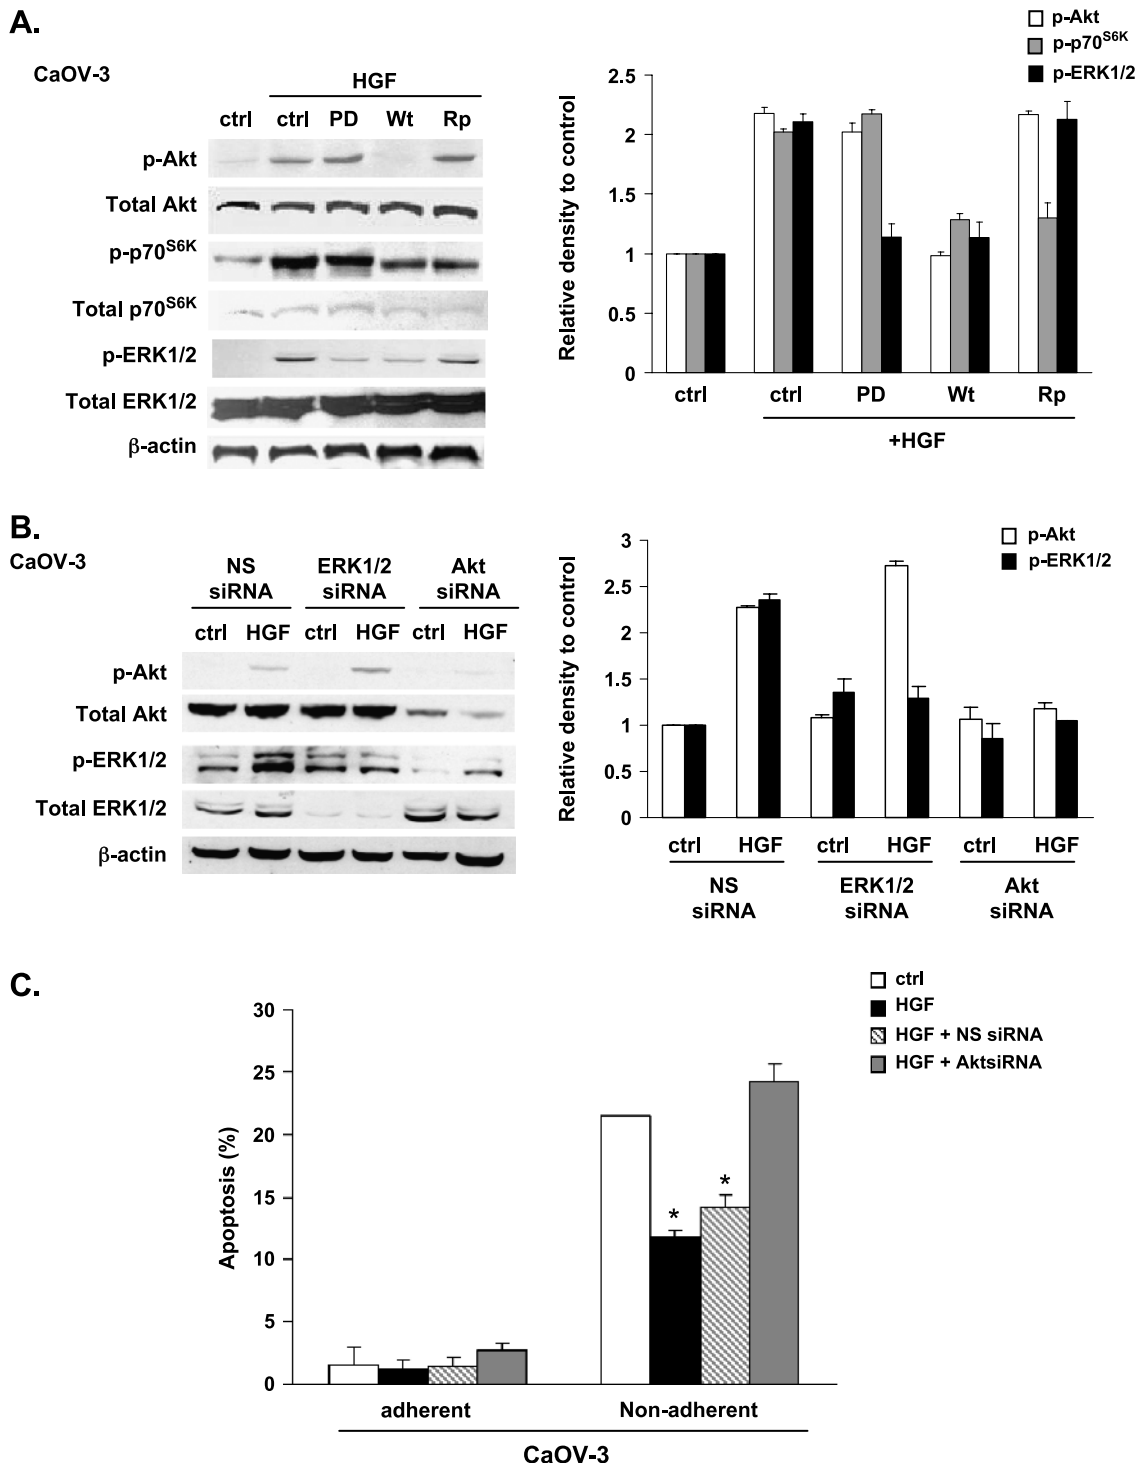 A.
CaOV-3
HGF
ctrl ctrl PD Wt Rp
p-Akt
Total Akt
p-p70S6K
Total p70S6K
p-ERK1/2
Total ERK1/2
β-actin
p-Akt
p-p70S6K
p-ERK1/2
Relative density to control
2.5
2
1.5
1
0.5
0
ctrl ctrl PD Wt Rp
+HGF
B.
CaOV-3
NS siRNA ERK1/2 siRNA Akt siRNA
ctrl HGF ctrl HGF ctrl HGF
p-Akt
Total Akt
p-ERK1/2
Total ERK1/2
β-actin
p-Akt
p-ERK1/2
Relative density to control
3
2.5
2
1.5
1
0.5
0
ctrl HGF ctrl HGF ctrl HGF
NS ERK1/2 Akt
siRNA siRNA siRNA
C.
ctrl
HGF
HGF + NS siRNA
HGF + AktsiRNA
Apoptosis (%)
30
25
20
15
10
5
0
* *
adherent Non-adherent
CaOV-3